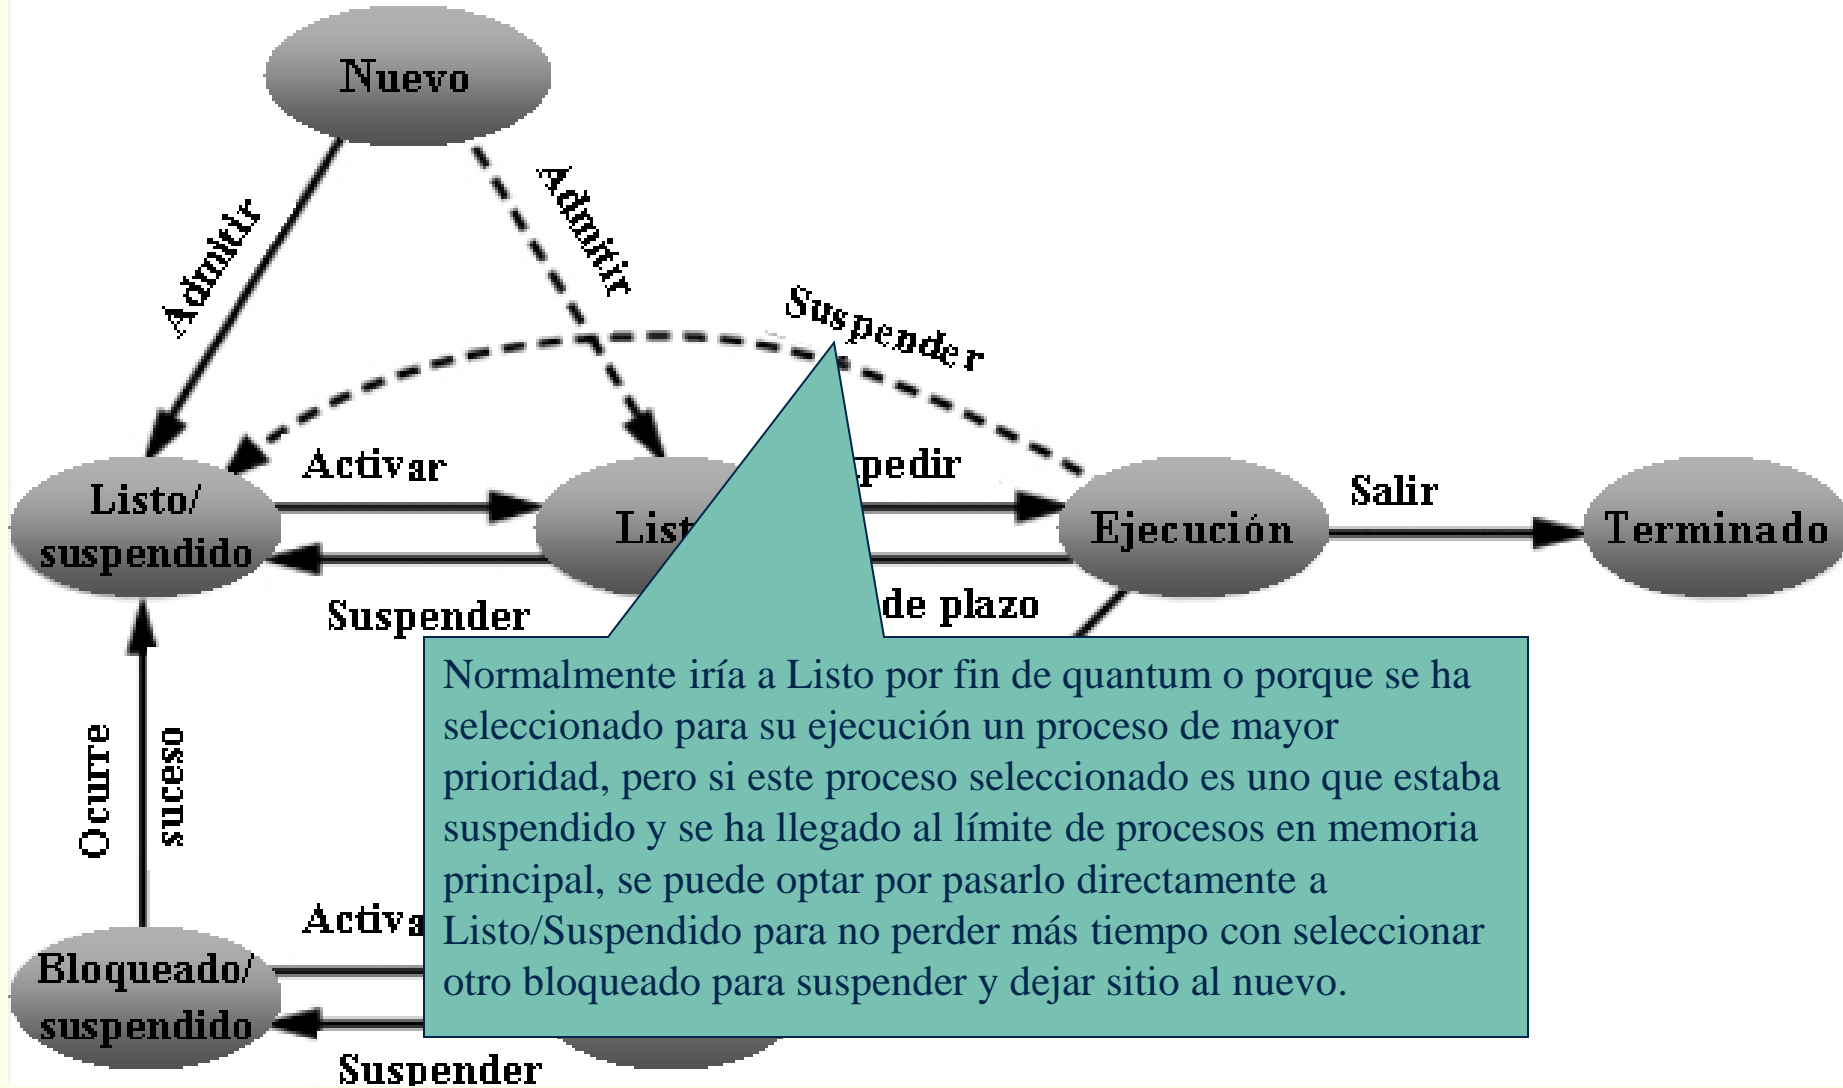 Nuevo
Admitir
Admitir
Suspender
Activar
pedir
Salir
Listo/
suspendido
List
Ejecución
Terminado
Suspender
de plazo
Ocurre
suceso
Normalmente iría a Listo por fin de quantum o porque se ha
seleccionado para su ejecución un proceso de mayor
prioridad, pero si este proceso seleccionado es uno que estaba
suspendido y se ha llegado al límite de procesos en memoria
principal, se puede optar por pasarlo directamente a
Listo/Suspendido para no perder más tiempo con seleccionar
otro bloqueado para suspender y dejar sitio al nuevo.
Activa
Bloqueado/
suspendido
Suspender